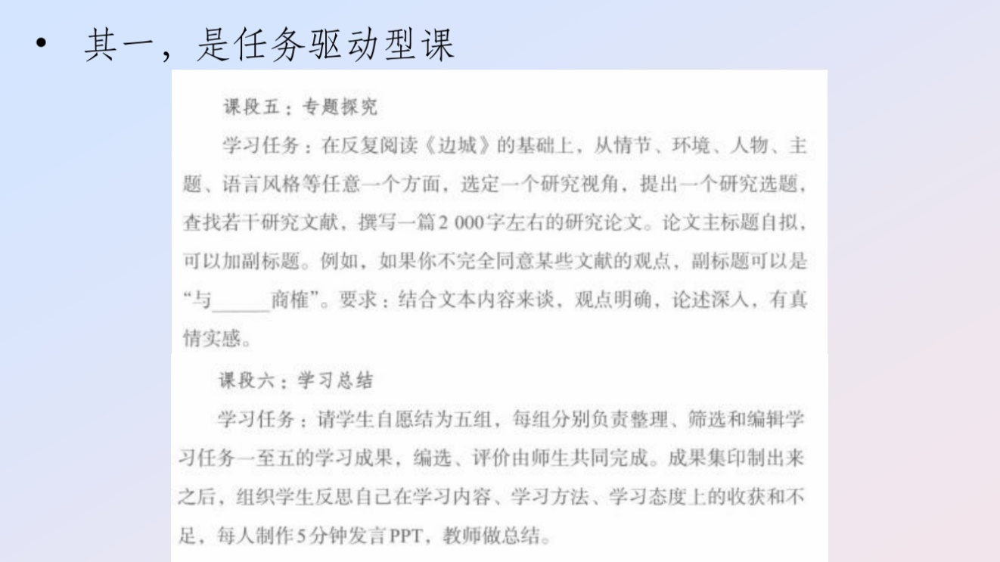 • 其一，是任务驱动型课
课段五：专题探究
学习任务：在反复阅读《边城》的基础上，从情节、环境、人物、主
题、语言风格等任意一个方面，选定一个研究视角，提出一个研究选题，
查找若干研究文献，撰写一篇2 000字左右的研究论文。论文主标题自拟，
可以加副标题。例如，如果你不完全同意某些文献的观点，副标题可以是
“与______商榷”。要求：结合文本内容来谈，观点明确，论述深入，有真
情实感。
课段六：学习总结
学习任务：请学生自愿结为五组，每组分别负责整理、筛选和编辑学
习任务一至五的学习成果，编选、评价由师生共同完成。成果集印制出来
之后，组织学生反思自己在学习内容、学习方法、学习态度上的收获和不
足，每人制作5分钟发言PPT，教师做总结。